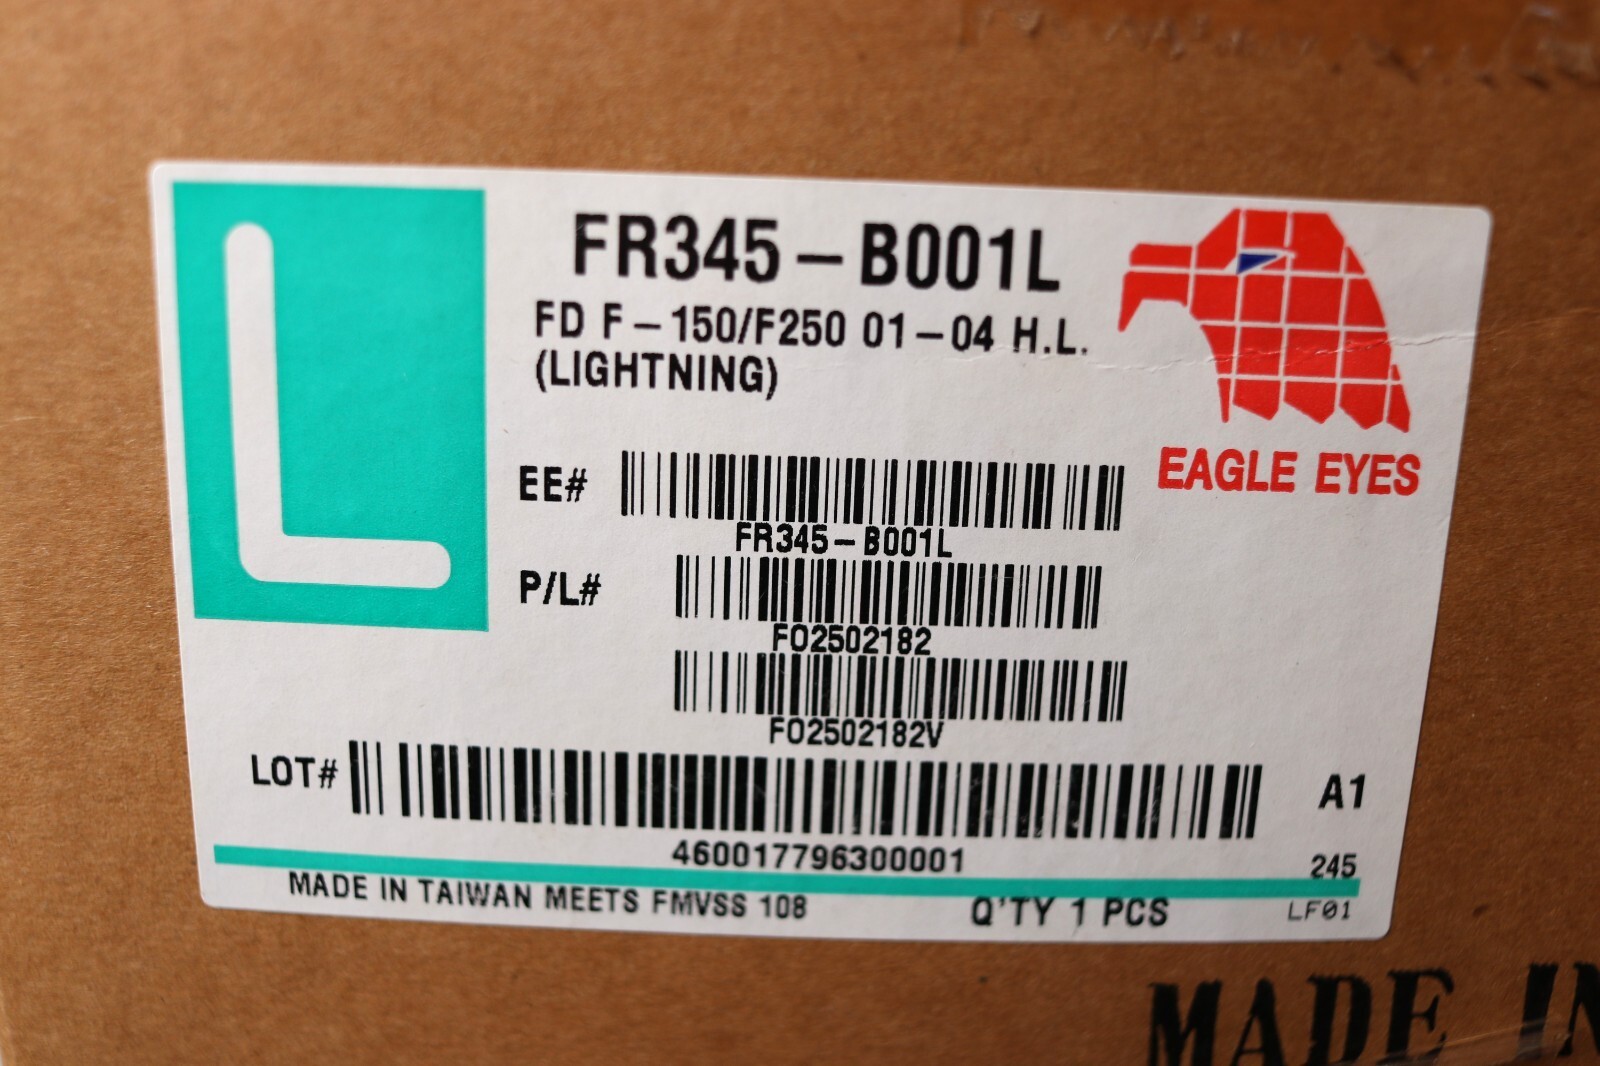 L
FR345-B001L
FD F-150/F250 01-04 H.L.
(LIGHTNING)
EAGLE EYES
EE#
FR345-B001L
P/L#
FO2502182
FO2502182V
LOT#
A1
460017796300001
245
MADE IN TAIWAN MEETS FMVSS 108
Q'TY 1 PCS
LF01
MADE IN